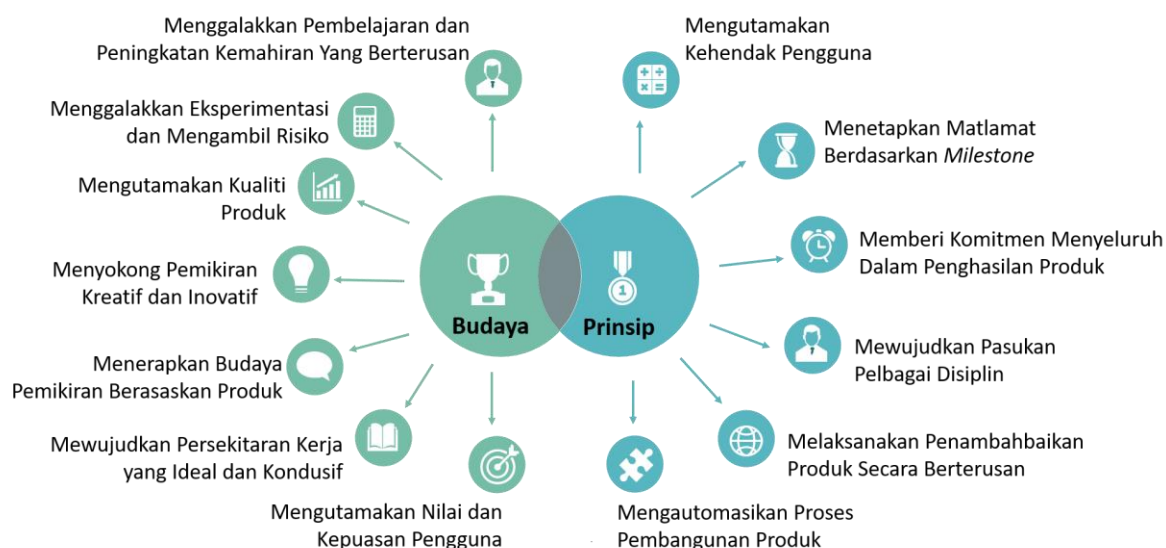 Menggalakkan Pembelajaran dan
Peningkatan Kemahiran Yang Berterusan
Menggalakkan Eksperimentasi
dan Mengambil Risiko
Mengutamakan Kualiti
Produk
Menyokong Pemikiran
Kreatif dan Inovatif
Menerapkan Budaya
Pemikiran Berasaskan Produk
Mewujudkan Persekitaran Kerja
yang Ideal dan Kondusif
Mengutamakan Nilai dan
Kepuasan Pengguna
Budaya
1
Prinsip
Mengutamakan
Kehendak Pengguna
Menetapkan Matlamat
Berdasarkan Milestone
Memberi Komitmen Menyeluruh
Dalam Penghasilan Produk
Mewujudkan Pasukan
Pelbagai Disiplin
Melaksanakan Penambahbaikan
Produk Secara Berterusan
Mengautomasikan Proses
Pembangunan Produk